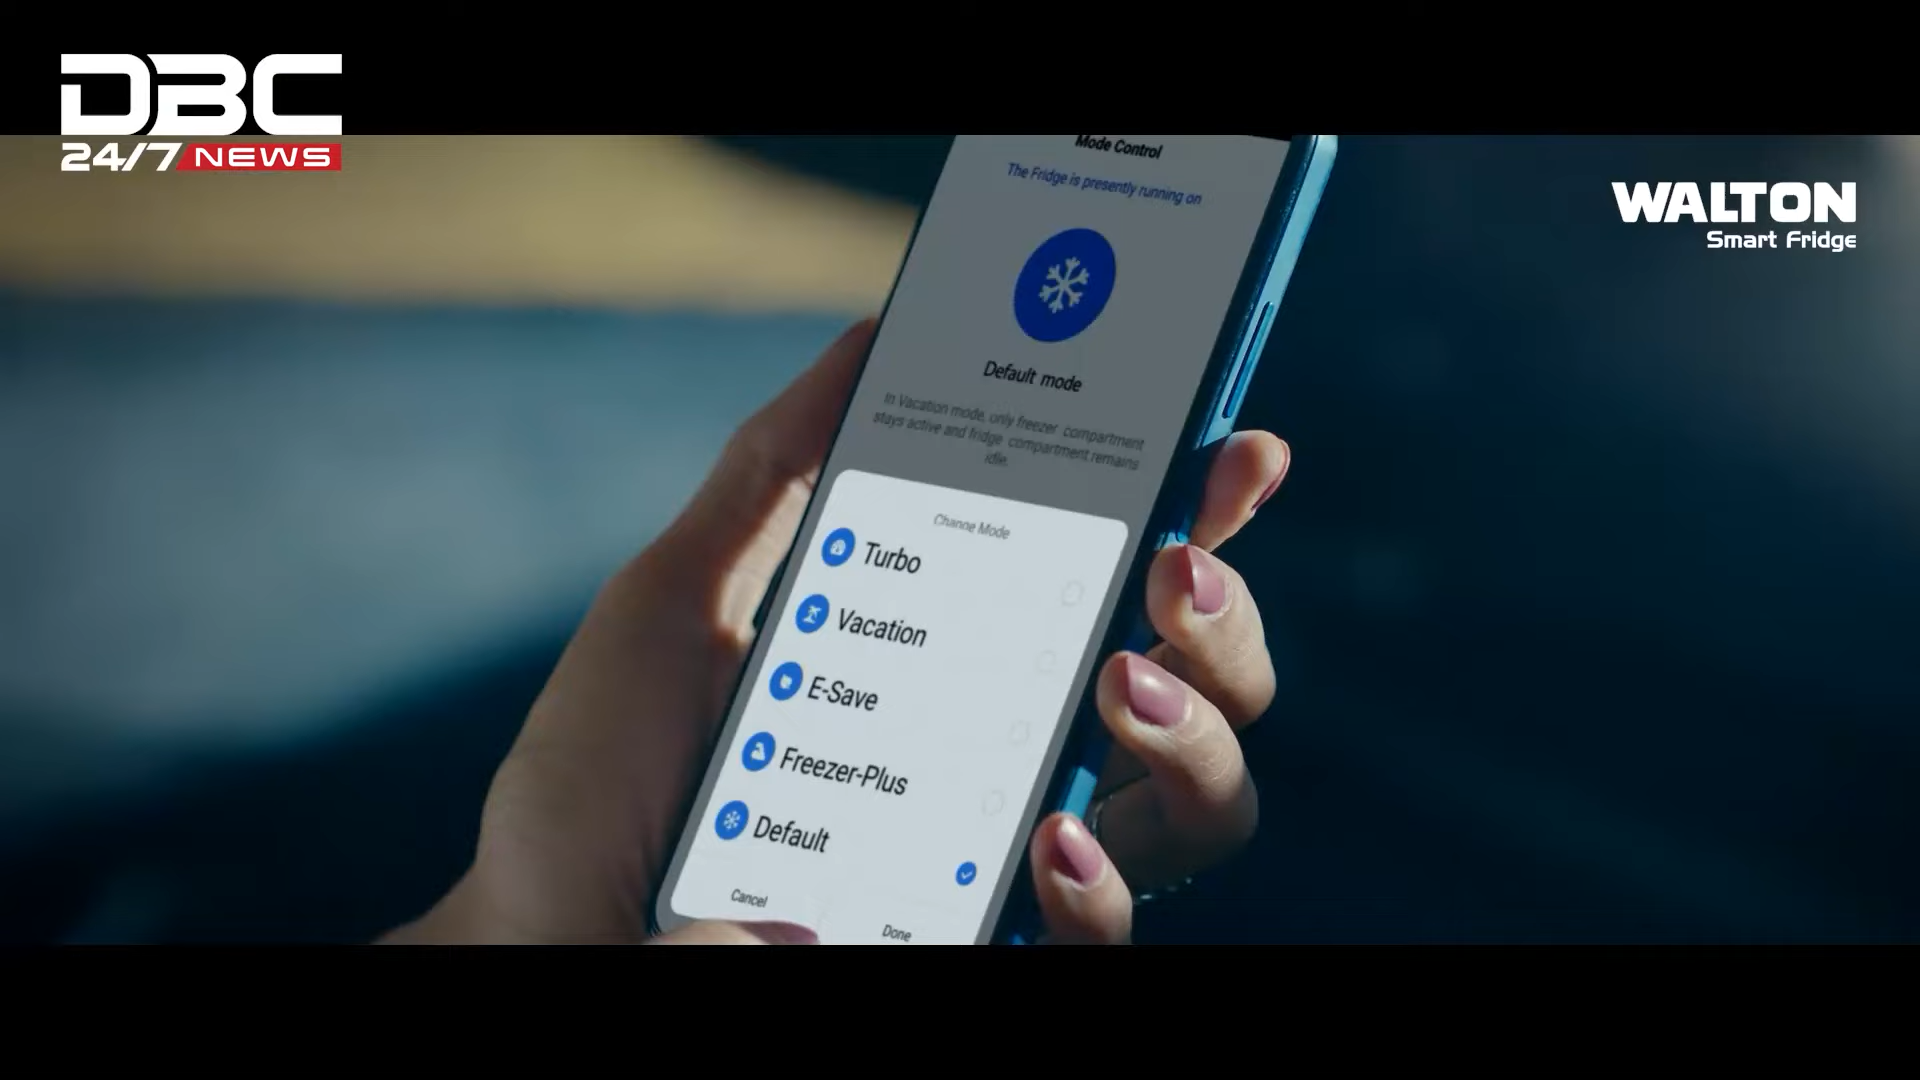 DBC
24/7 NEWS
WALTON
Smart Fridge
Mode Control
The Fridge is presently running on
Default mode
In Vacation mode, only freezer compartment
stays active and fridge compartment remains
idle.
Change Mode
Turbo
Vacation
E-Save
Freezer-Plus
Default
Cancel
Done